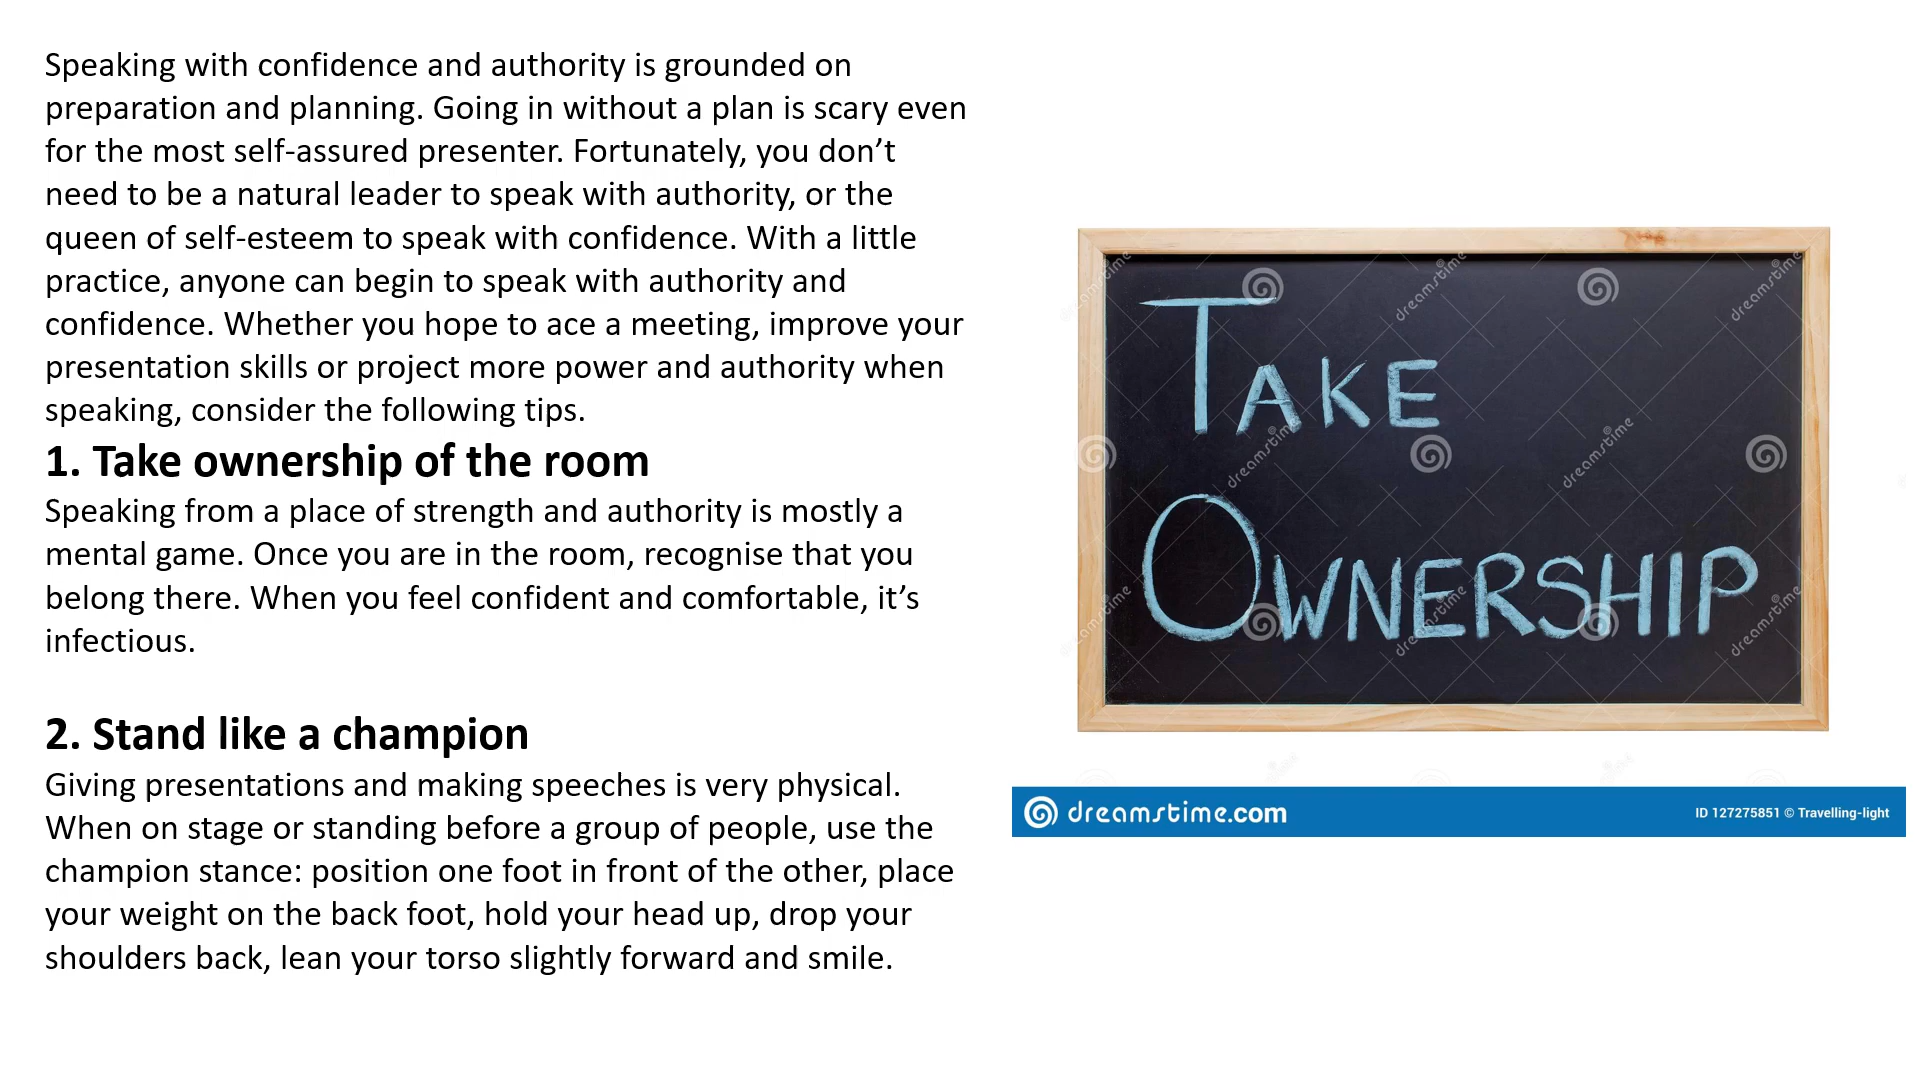 Speaking with confidence and authority is grounded on
preparation and planning. Going in without a plan is scary even
for the most self-assured presenter. Fortunately, you don’t
need to be a natural leader to speak with authority, or the
queen of self-esteem to speak with confidence. With a little
practice, anyone can begin to speak with authority and
confidence. Whether you hope to ace a meeting, improve your
presentation skills or project more power and authority when
speaking, consider the following tips.
1. Take ownership of the room
Speaking from a place of strength and authority is mostly a
mental game. Once you are in the room, recognise that you
belong there. When you feel confident and comfortable, it’s
infectious.
2. Stand like a champion
Giving presentations and making speeches is very physical.
When on stage or standing before a group of people, use the
champion stance: position one foot in front of the other, place
your weight on the back foot, hold your head up, drop your
shoulders back, lean your torso slightly forward and smile.
TAKE
OWNERSHIP
dreamstime
dreamstime
dreamstime
dreamstime
dreamstime
dreamstime
dreamstime
dreamstime
dreamstime.com
ID 127275851 © Travelling-light